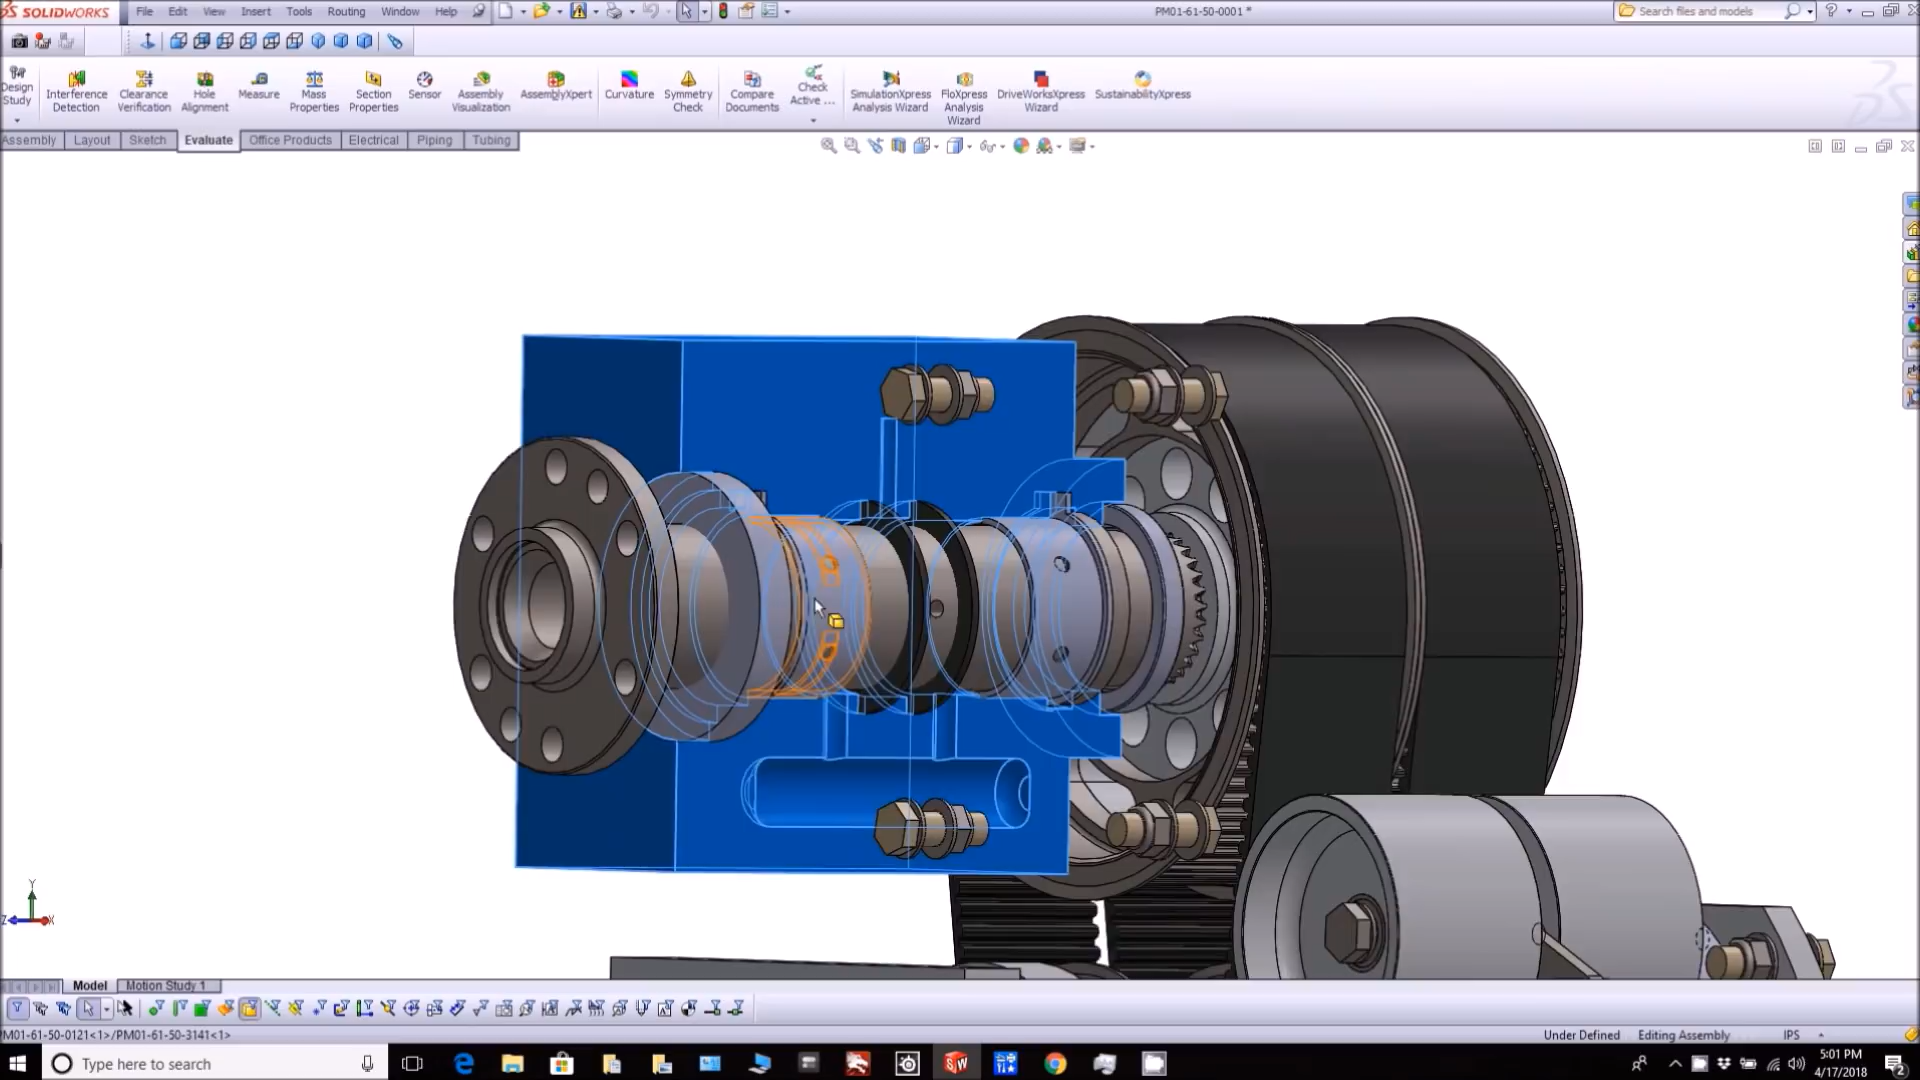 SOLIDWORKS File Edit View Insert Tools Routing Window Help PM01-61-50-0001 * Search files and models
Design Study
Interference Detection
Clearance Verification
Hole Alignment
Measure
Mass Properties
Section Properties
Sensor
Assembly Visualization
AssemblyXpert
Curvature
Symmetry Check
Compare Documents
Check Active ...
SimulationXpress Analysis Wizard
FloXpress Analysis Wizard
DriveWorksXpress Wizard
SustainabilityXpress
Assembly Layout Sketch Evaluate Office Products Electrical Piping Tubing
Y
Z X
Model Motion Study 1
PM01-61-50-0121<1>/PM01-61-50-3141<1> Under Defined Editing Assembly IPS
Type here to search
5:01 PM
4/17/2018
2